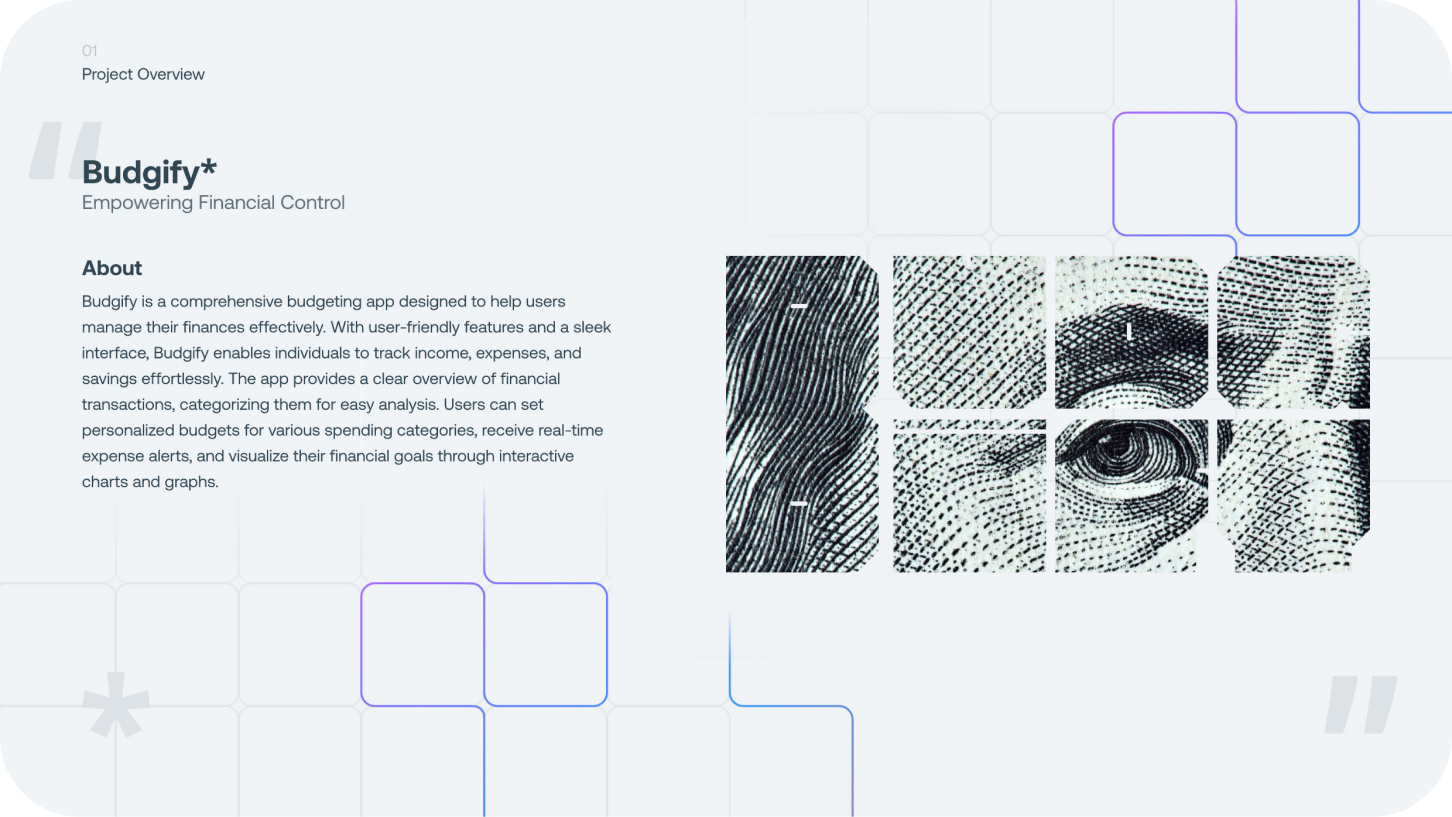 01
Project Overview
“
Budgify*
Empowering Financial Control
About
Budgify is a comprehensive budgeting app designed to help users
manage their finances effectively. With user-friendly features and a sleek
interface, Budgify enables individuals to track income, expenses, and
savings effortlessly. The app provides a clear overview of financial
transactions, categorizing them for easy analysis. Users can set
personalized budgets for various spending categories, receive real-time
expense alerts, and visualize their financial goals through interactive
charts and graphs.
*
”